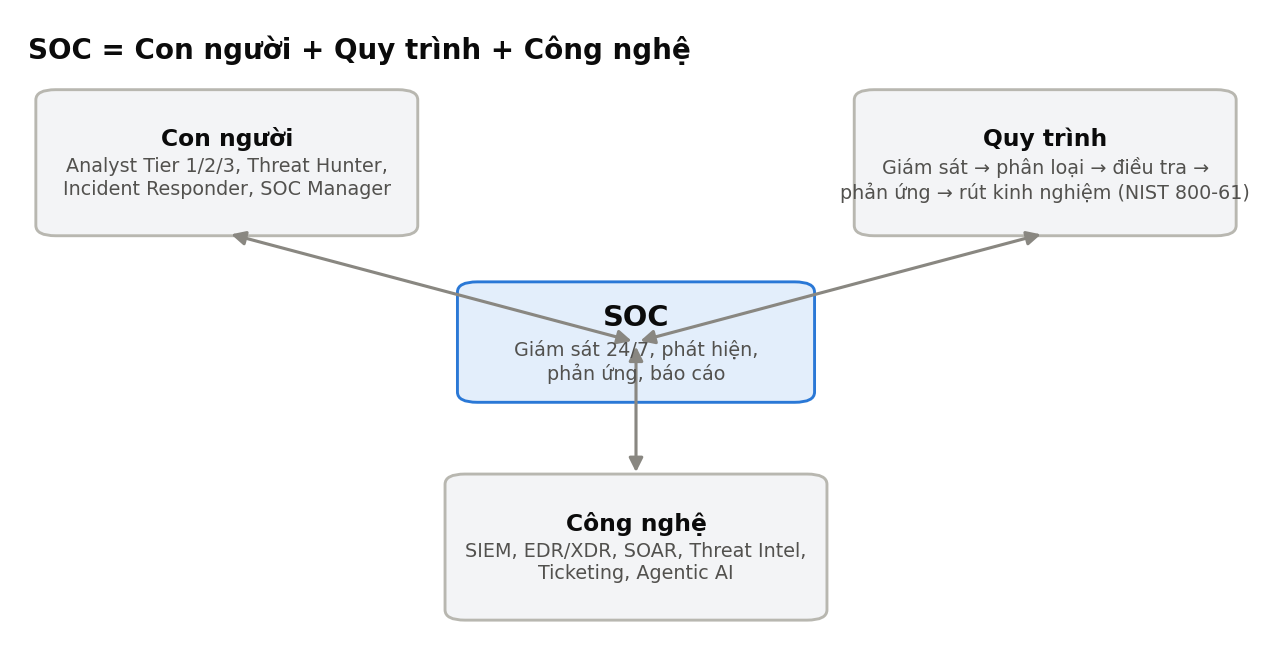 SOC = Con người + Quy trình + Công nghệ
Con người
Analyst Tier 1/2/3, Threat Hunter,
Incident Responder, SOC Manager
Quy trình
Giám sát → phân loại → điều tra →
phản ứng → rút kinh nghiệm (NIST 800-61)
SOC
Giám sát 24/7, phát hiện,
phản ứng, báo cáo
Công nghệ
SIEM, EDR/XDR, SOAR, Threat Intel,
Ticketing, Agentic AI